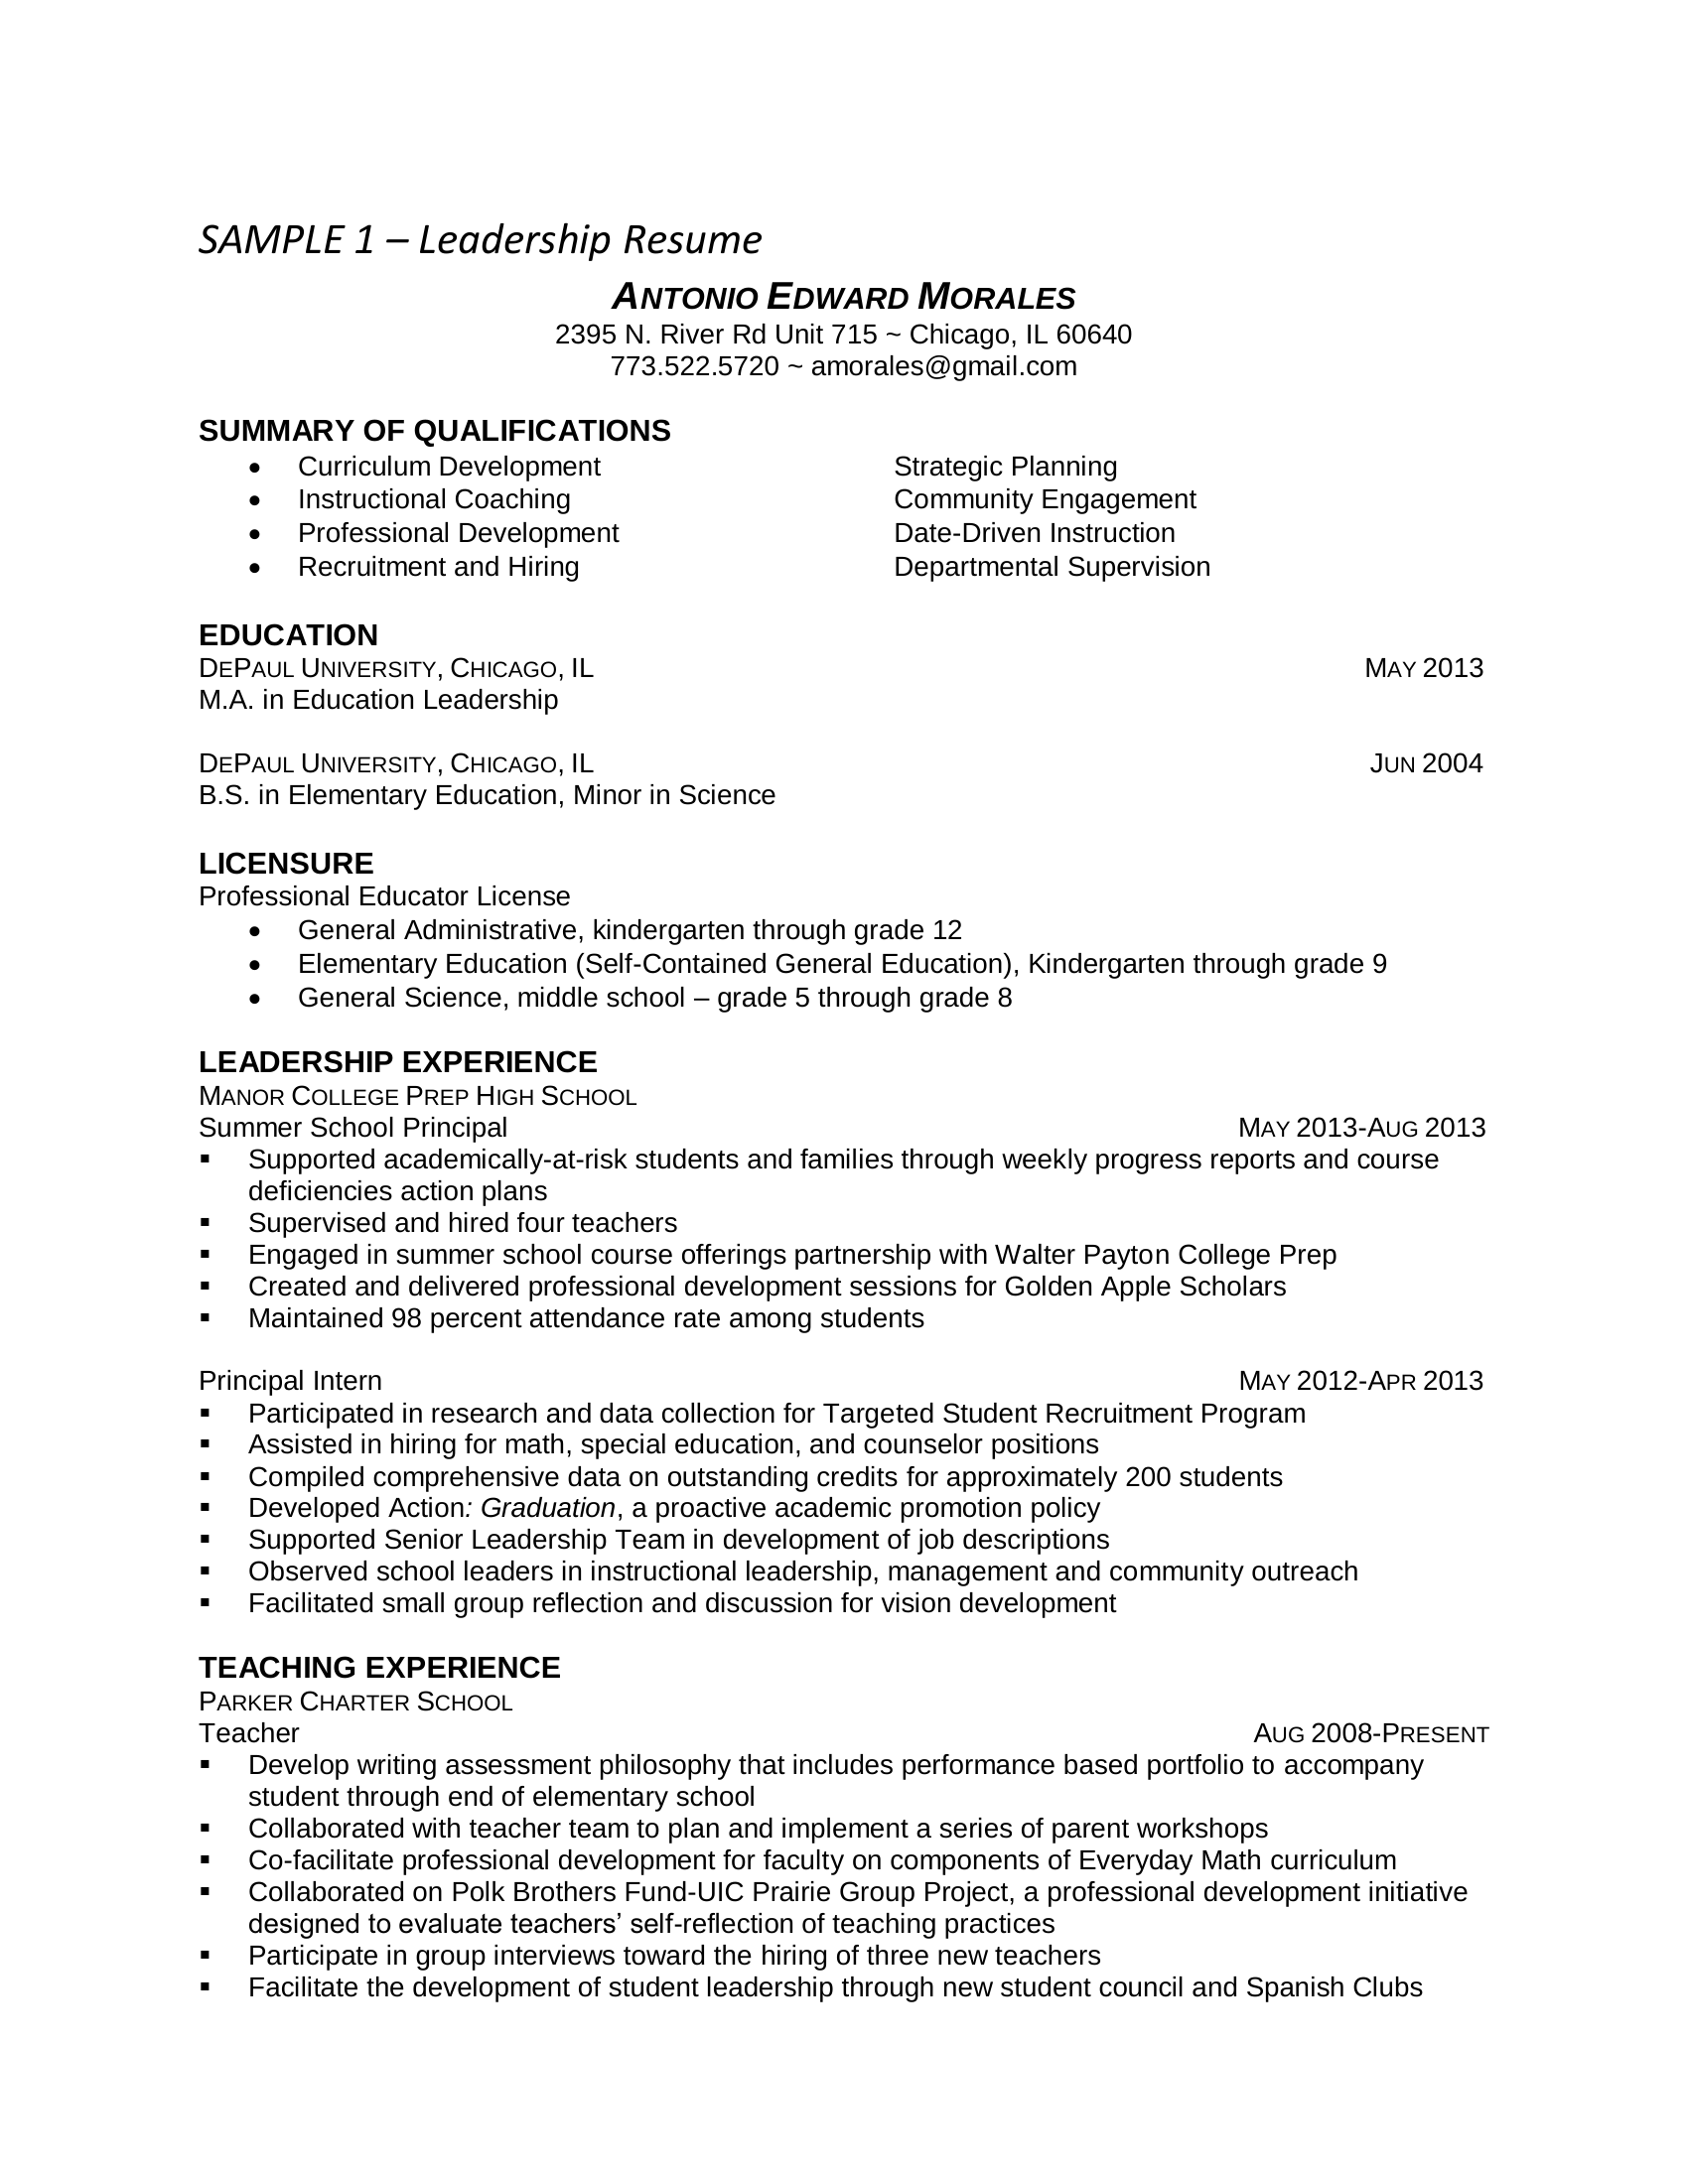 SAMPLE 1 – Leadership Resume
ANTONIO EDWARD MORALES
2395 N. River Rd Unit 715 ~ Chicago, IL 60640
773.522.5720 ~ amorales@gmail.com
SUMMARY OF QUALIFICATIONS
• Curriculum Development Strategic Planning
• Instructional Coaching Community Engagement
• Professional Development Date-Driven Instruction
• Recruitment and Hiring Departmental Supervision
EDUCATION
DEPAUL UNIVERSITY, CHICAGO, IL MAY 2013
M.A. in Education Leadership
DEPAUL UNIVERSITY, CHICAGO, IL JUN 2004
B.S. in Elementary Education, Minor in Science
LICENSURE
Professional Educator License
• General Administrative, kindergarten through grade 12
• Elementary Education (Self-Contained General Education), Kindergarten through grade 9
• General Science, middle school – grade 5 through grade 8
LEADERSHIP EXPERIENCE
MANOR COLLEGE PREP HIGH SCHOOL
Summer School Principal MAY 2013-AUG 2013
▪ Supported academically-at-risk students and families through weekly progress reports and course
deficiencies action plans
▪ Supervised and hired four teachers
▪ Engaged in summer school course offerings partnership with Walter Payton College Prep
▪ Created and delivered professional development sessions for Golden Apple Scholars
▪ Maintained 98 percent attendance rate among students
Principal Intern MAY 2012-APR 2013
▪ Participated in research and data collection for Targeted Student Recruitment Program
▪ Assisted in hiring for math, special education, and counselor positions
▪ Compiled comprehensive data on outstanding credits for approximately 200 students
▪ Developed Action: Graduation, a proactive academic promotion policy
▪ Supported Senior Leadership Team in development of job descriptions
▪ Observed school leaders in instructional leadership, management and community outreach
▪ Facilitated small group reflection and discussion for vision development
TEACHING EXPERIENCE
PARKER CHARTER SCHOOL
Teacher AUG 2008-PRESENT
▪ Develop writing assessment philosophy that includes performance based portfolio to accompany
student through end of elementary school
▪ Collaborated with teacher team to plan and implement a series of parent workshops
▪ Co-facilitate professional development for faculty on components of Everyday Math curriculum
▪ Collaborated on Polk Brothers Fund-UIC Prairie Group Project, a professional development initiative
designed to evaluate teachers’ self-reflection of teaching practices
▪ Participate in group interviews toward the hiring of three new teachers
▪ Facilitate the development of student leadership through new student council and Spanish Clubs